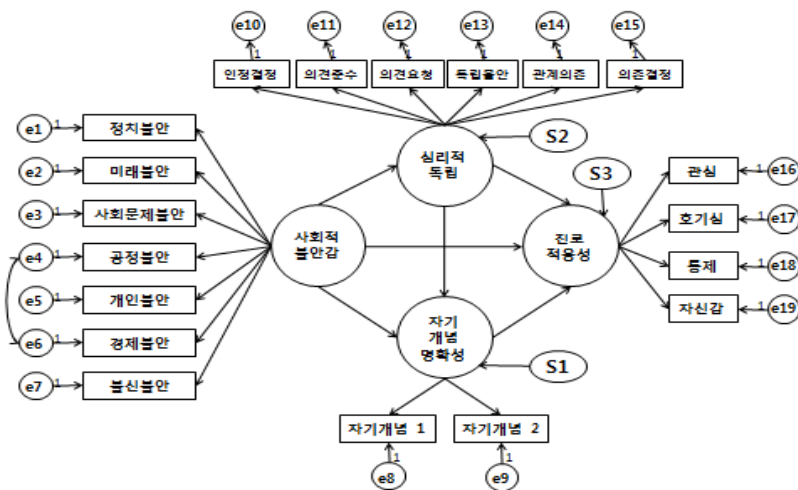 e10 e11 e12 e13 e14 e15
1 1 1 1 1 1
인정결정 의견준수 의견요청 독립불안 관계의존 의존결정
e1 1 정치불안
e2 1 미래불안
e3 1 사회문제불안
e4 1 공정불안
e5 1 개인불안
e6 1 경제불안
e7 1 불신불안
사회적
불안감
심리적
독립
S2
S3
진로
적응성
자기
개념
명확성
S1
관심 1 e16
호기심 1 e17
통제 1 e18
자신감 1 e19
자기개념 1 자기개념 2
1 1
e8 e9